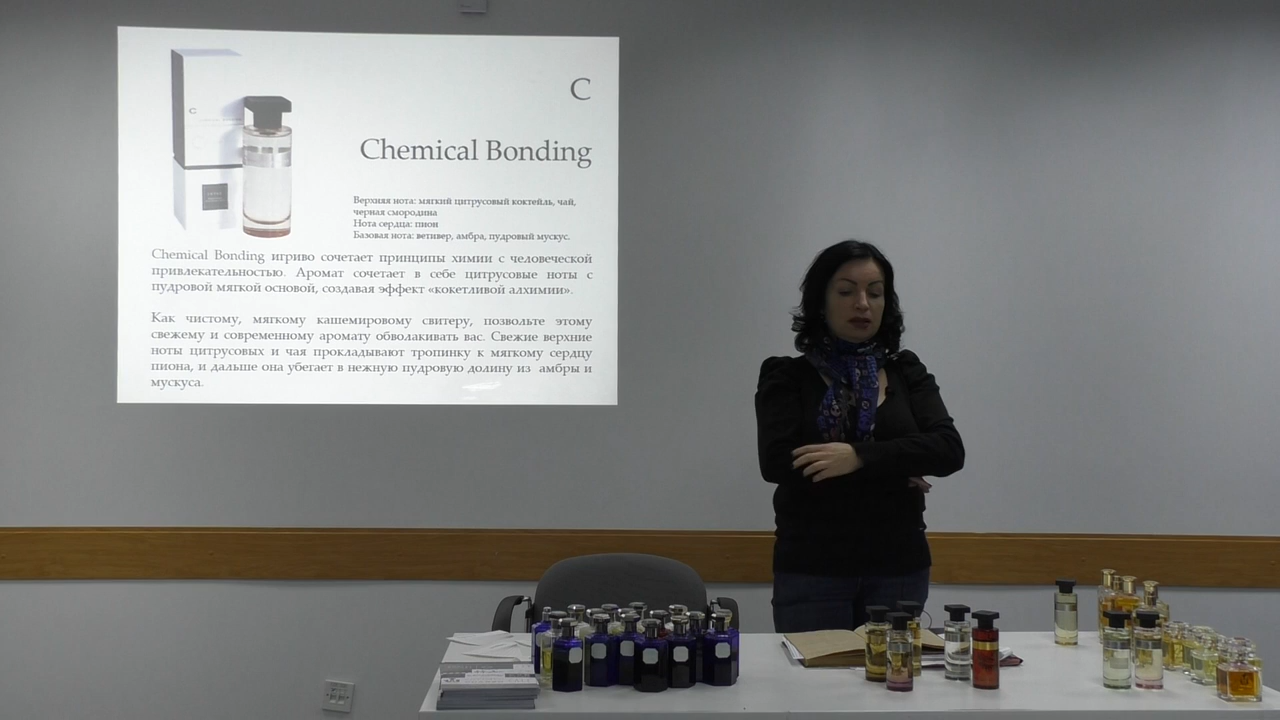 C
C
Chemical Bonding
Верхняя нота: мягкий цитрусовый коктейль, чай,
черная смородина
Нота сердца: пион
Базовая нота: ветивер, амбра, пудровый мускус.
Chemical Bonding игриво сочетает принципы химии с человеческой
привлекательностью. Аромат сочетает в себе цитрусовые ноты с
пудровой мягкой основой, создавая эффект «кокетливой алхимии».
Как чистому, мягкому кашемировому свитеру, позвольте этому
свежему и современному аромату обволакивать вас. Свежие верхние
ноты цитрусовых и чая прокладывают тропинку к мягкому сердцу
пиона, и дальше она убегает в нежную пудровую долину из амбры и
мускуса.